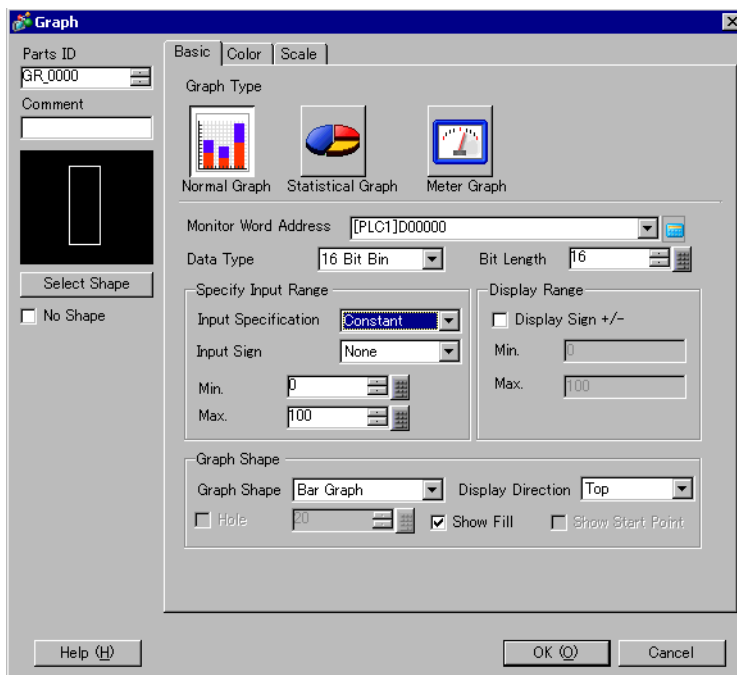 Graph
Parts ID
GR_0000
Comment
Select Shape
No Shape
Basic Color Scale
Graph Type
Normal Graph Statistical Graph Meter Graph
Monitor Word Address [PLC1]D00000
Data Type 16 Bit Bin Bit Length 16
Specify Input Range
Input Specification Constant
Input Sign None
Min. 0
Max. 100
Display Range
Display Sign +/-
Min. 0
Max. 100
Graph Shape
Graph Shape Bar Graph Display Direction Top
Hole 20 Show Fill Show Start Point
Help (H) OK (O) Cancel